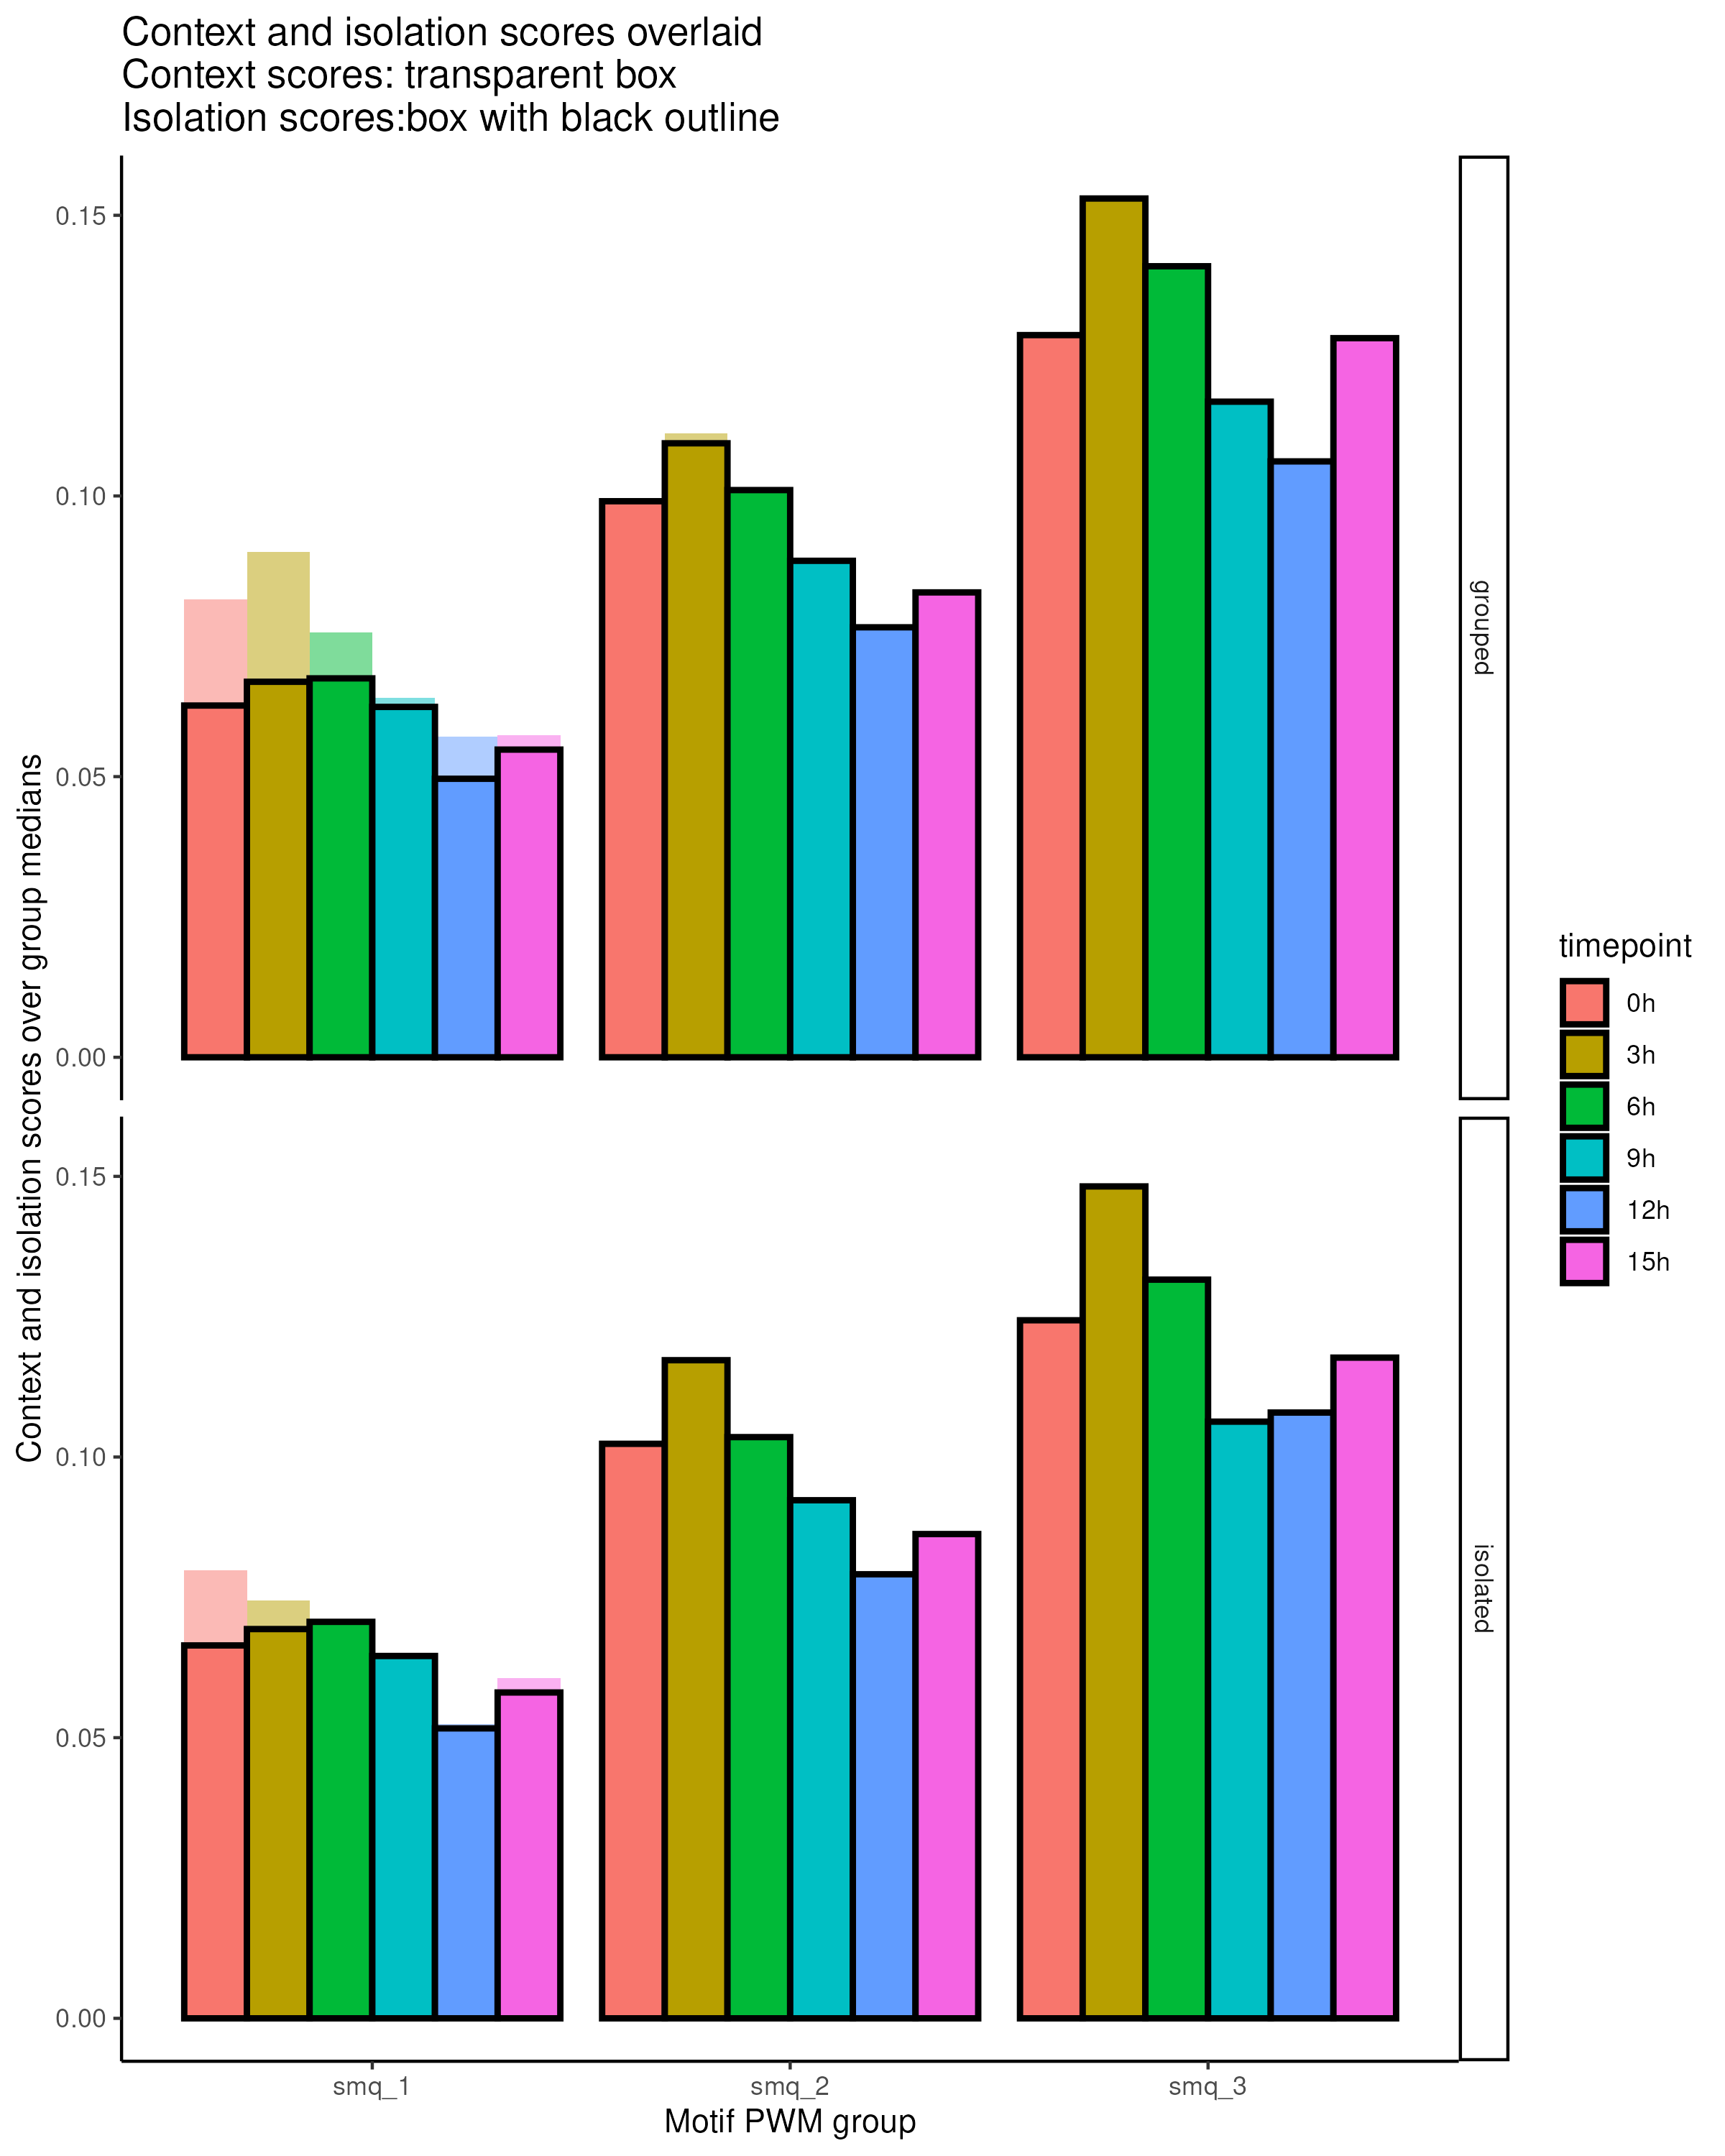 Context and isolation scores overlaid
Context scores: transparent box
Isolation scores:box with black outline
Context and isolation scores over group medians
0.15
0.10
0.05
0.00
grouped
0.15
0.10
0.05
0.00
isolated
smq_1
smq_2
smq_3
Motif PWM group
timepoint
0h
3h
6h
9h
12h
15h